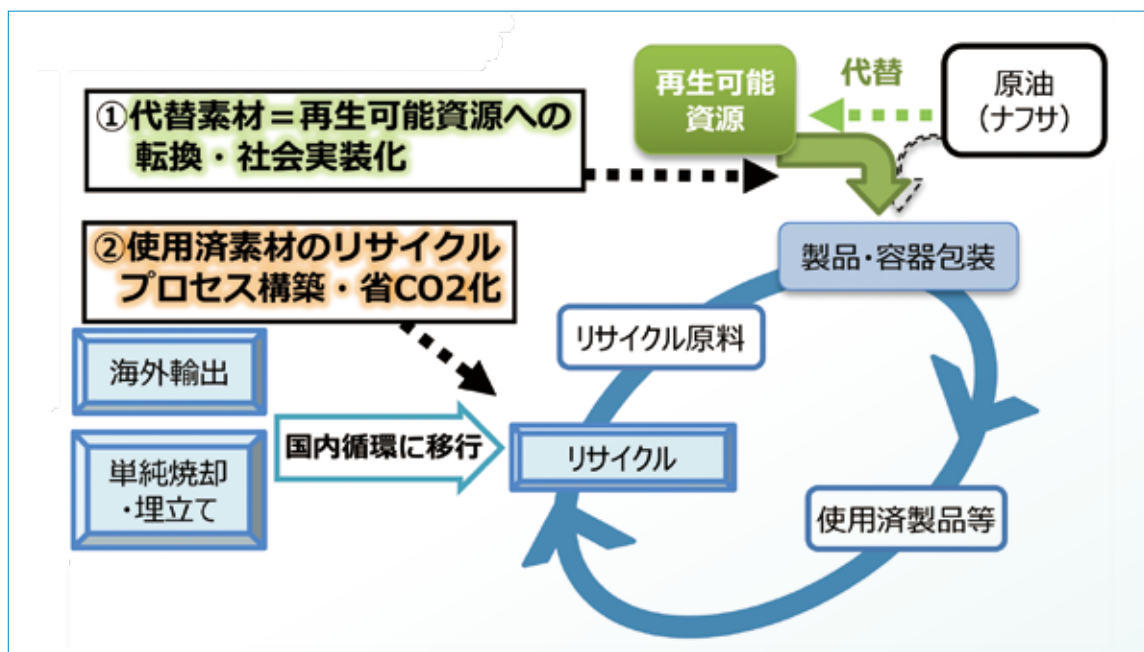 ①代替素材＝再生可能資源への
転換・社会実装化
再生可能
資源
代替
原油
（ナフサ）
②使用済素材のリサイクル
プロセス構築・省CO2化
製品・容器包装
リサイクル原料
海外輸出
単純焼却
・埋立て
国内循環に移行
リサイクル
使用済製品等